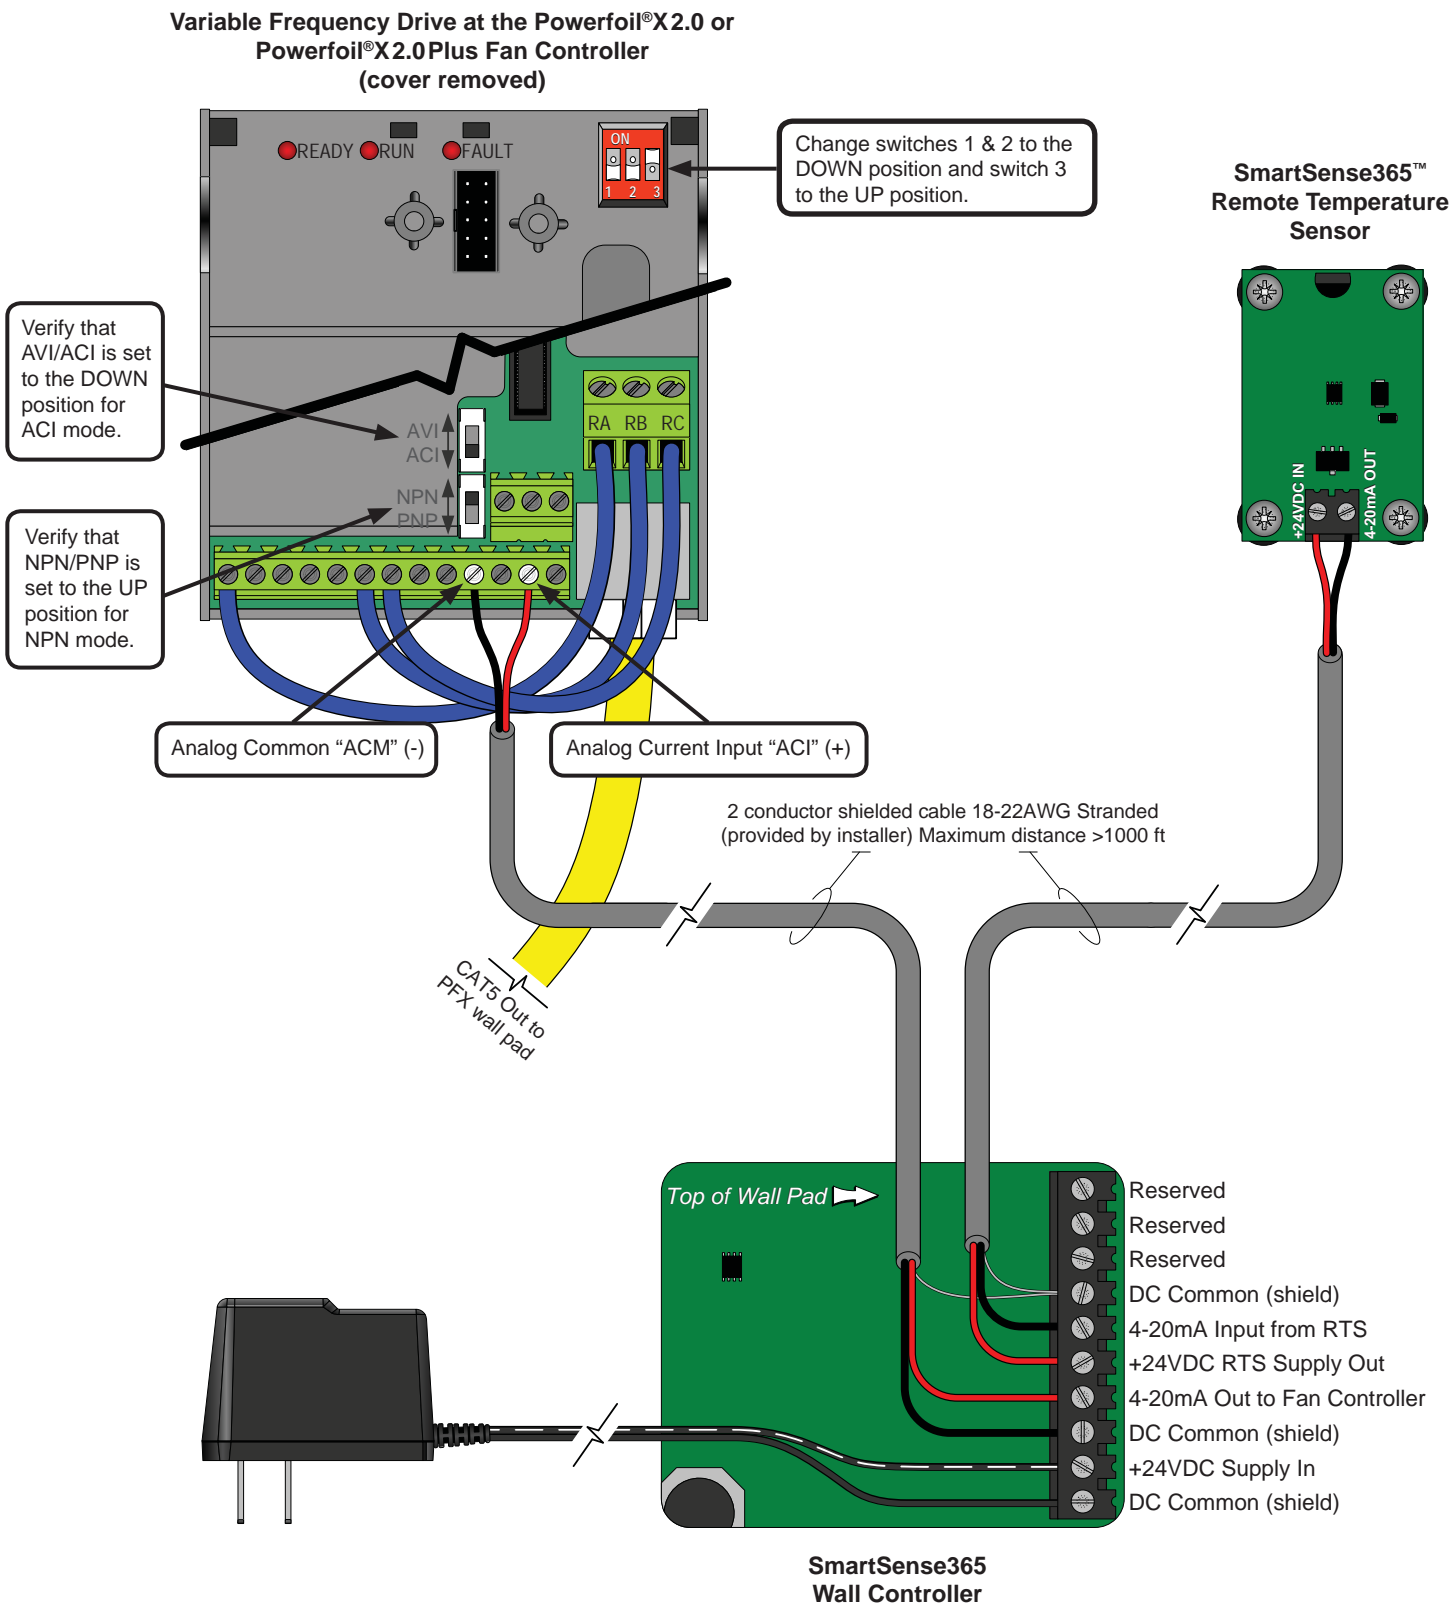 Variable Frequency Drive at the Powerfoil®X2.0 or
Powerfoil®X2.0 Plus Fan Controller
(cover removed)
READY
RUN
FAULT
ON
1 2 3
Change switches 1 & 2 to the
DOWN position and switch 3
to the UP position.
SmartSense365™
Remote Temperature
Sensor
Verify that
AVI/ACI is set
to the DOWN
position for
ACI mode.
AVI
ACI
RA RB RC
NPN
PNP
+24VDC IN
4-20mA OUT
Verify that
NPN/PNP is
set to the UP
position for
NPN mode.
Analog Common “ACM” (-)
Analog Current Input “ACI” (+)
2 conductor shielded cable 18-22AWG Stranded
(provided by installer) Maximum distance >1000 ft
CAT5 Out to
PFX wall pad
Top of Wall Pad
Reserved
Reserved
Reserved
DC Common (shield)
4-20mA Input from RTS
+24VDC RTS Supply Out
4-20mA Out to Fan Controller
DC Common (shield)
+24VDC Supply In
DC Common (shield)
SmartSense365
Wall Controller